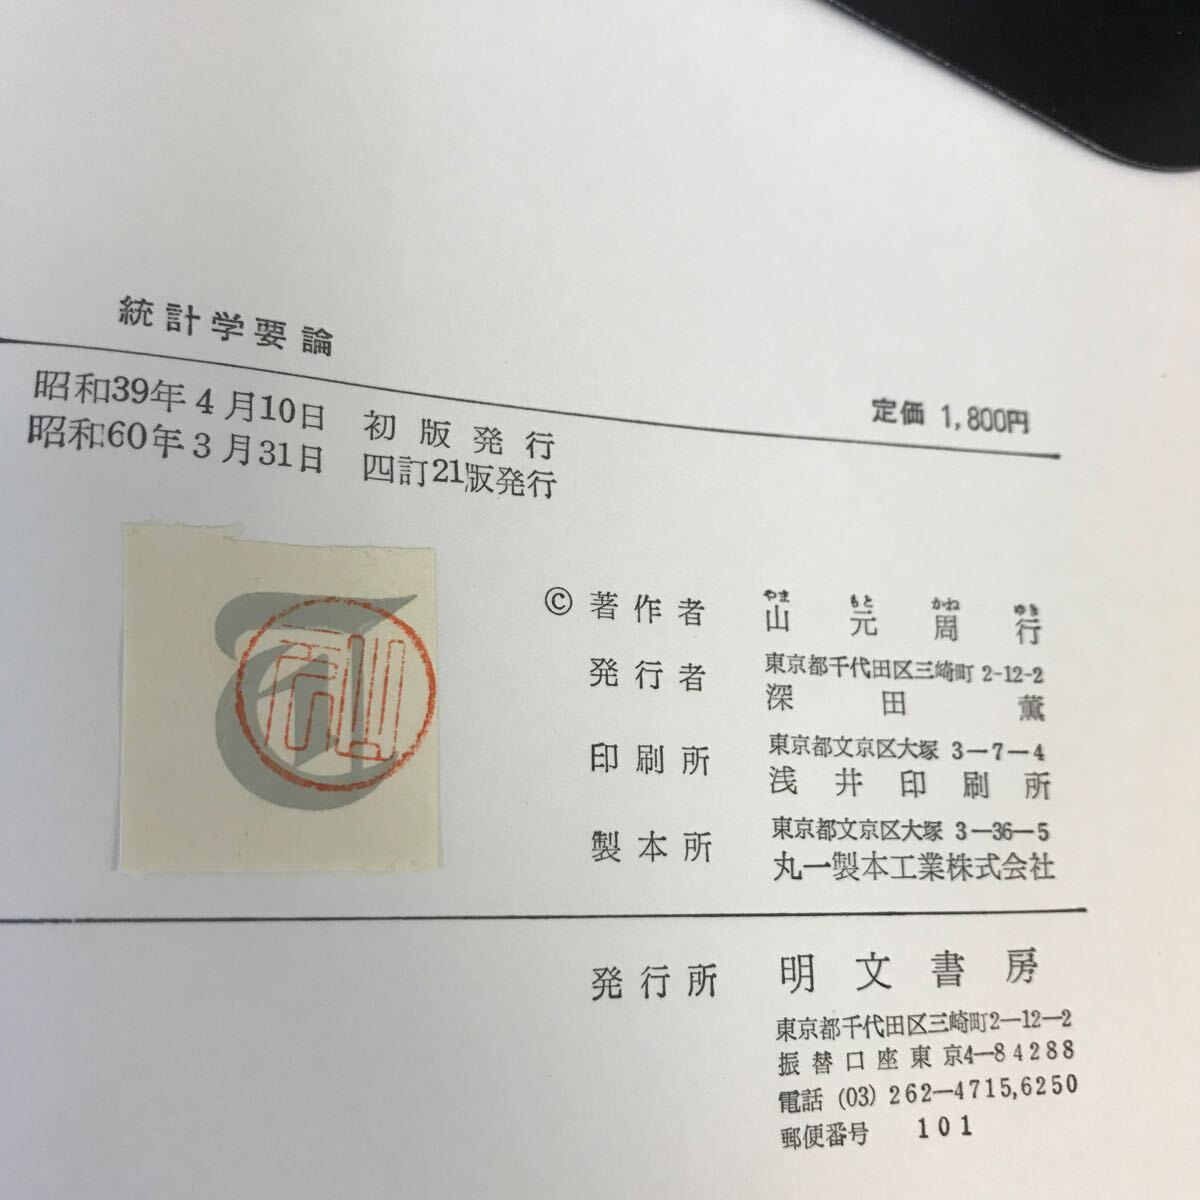 統計学要論
定価 1,800円
昭和39年4月10日 初版発行
昭和60年3月31日 四訂21版発行
© 著作者 山元周行
やま もと かね ゆき
発行者 東京都千代田区三崎町 2-12-2
深田薫
印刷所 東京都文京区大塚 3-7-4
浅井印刷所
製本所 東京都文京区大塚 3-36-5
丸一製本工業株式会社
発行所 明文書房
東京都千代田区三崎町2-12-2
振替口座東京4-84288
電話 (03) 262-4715,6250
郵便番号 101